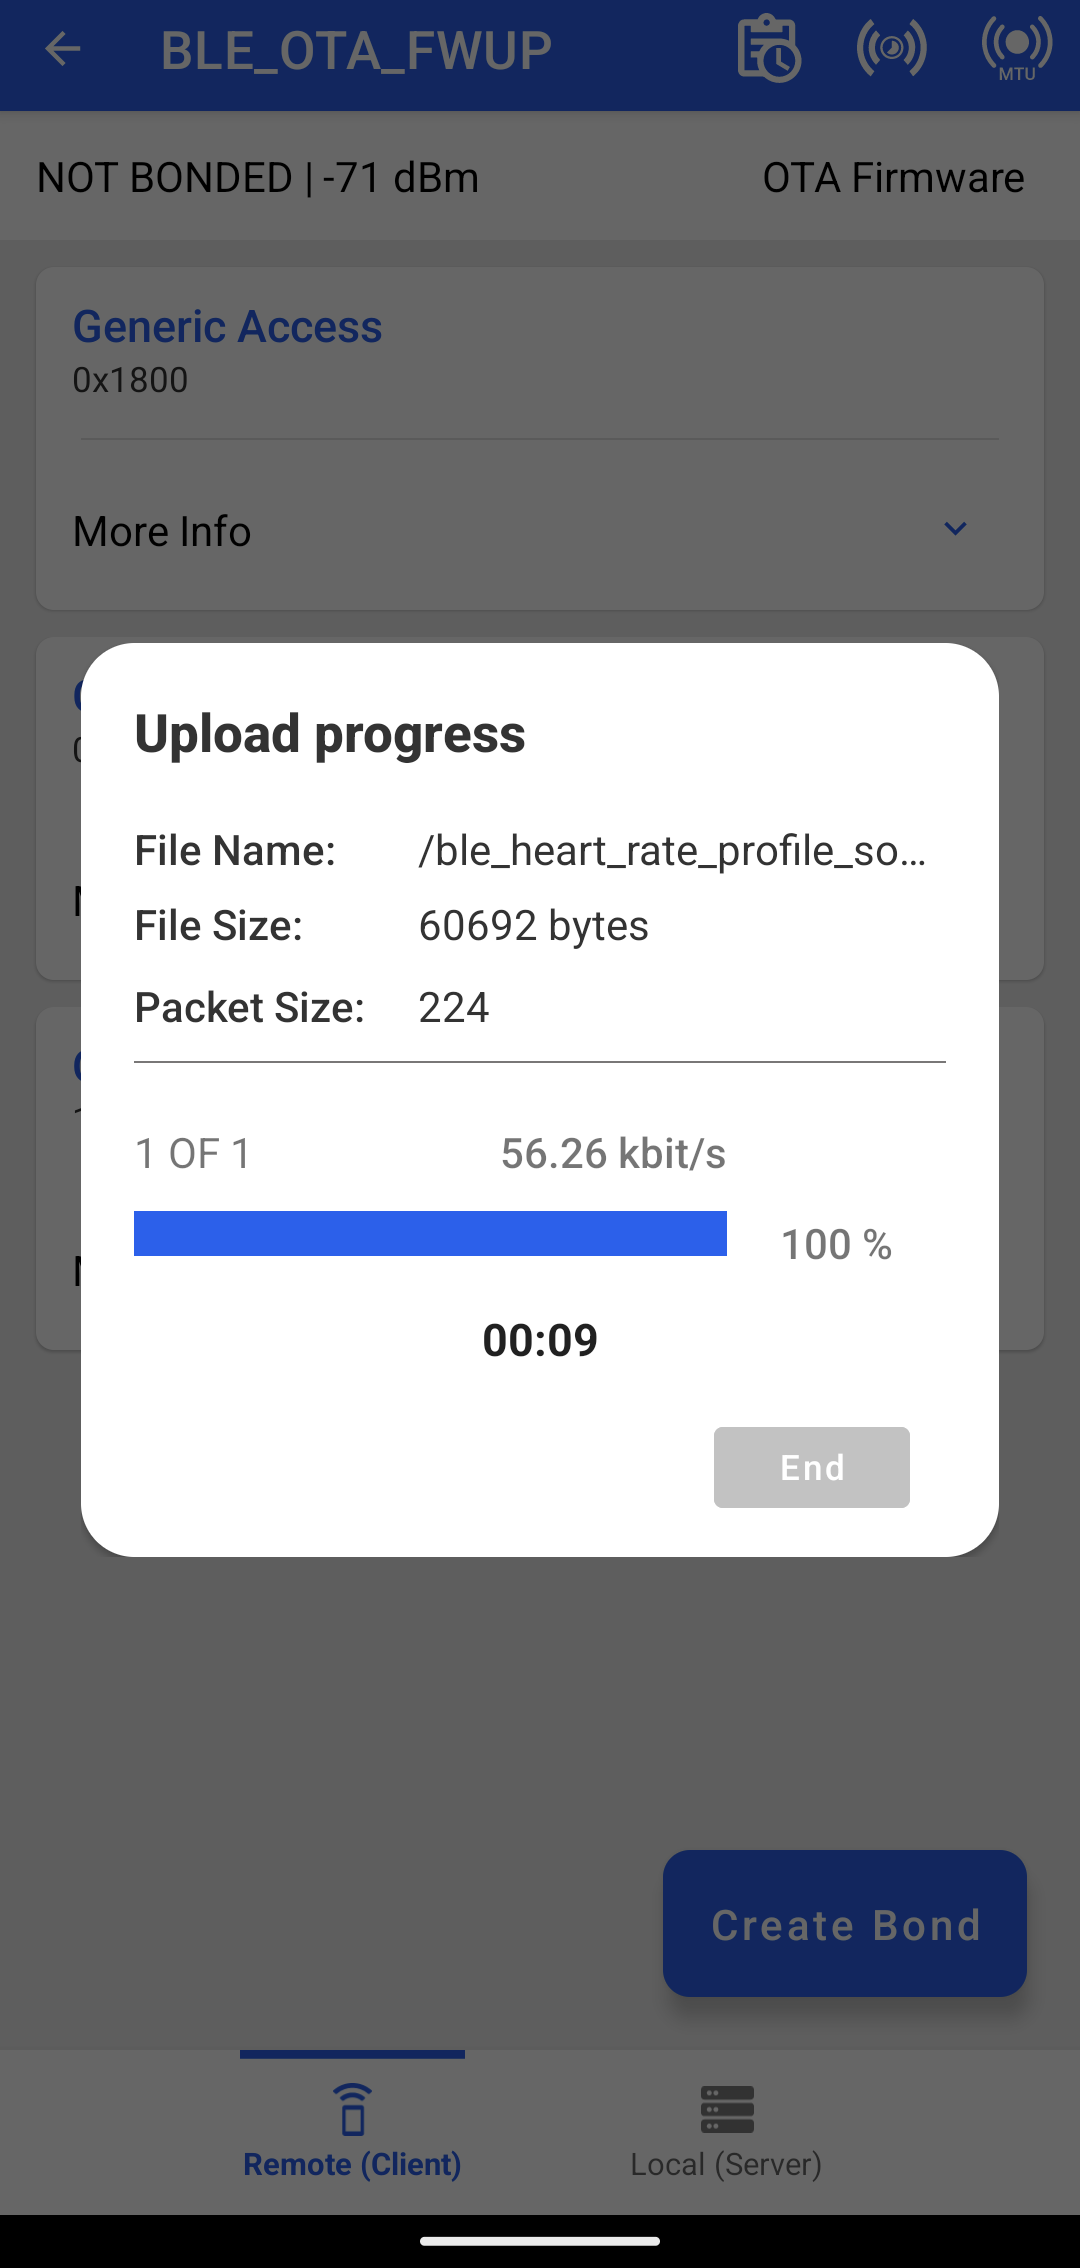 BLE_OTA_FWUP
MTU
NOT BONDED | -71 dBm
OTA Firmware
Generic Access
0x1800
More Info
Upload progress
File Name: /ble_heart_rate_profile_so...
File Size: 60692 bytes
Packet Size: 224
1 OF 1 56.26 kbit/s
100 %
00:09
End
Create Bond
Remote (Client)
Local (Server)